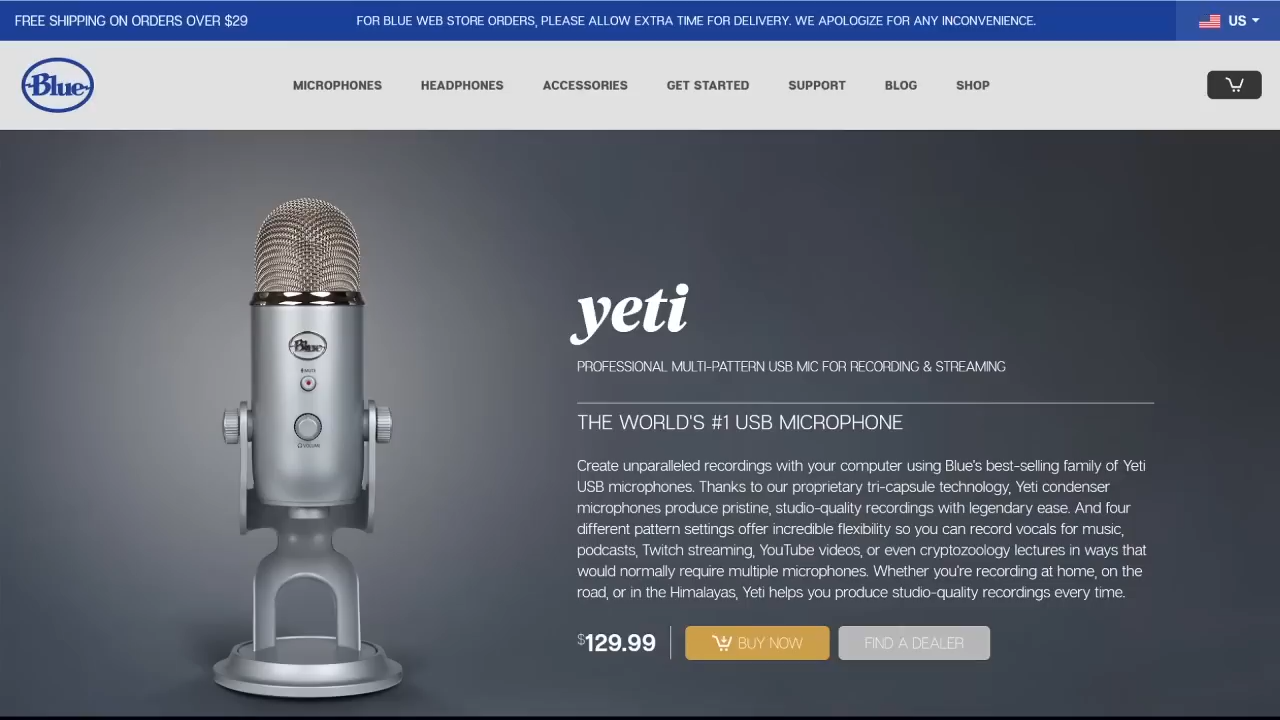 FREE SHIPPING ON ORDERS OVER $29
FOR BLUE WEB STORE ORDERS, PLEASE ALLOW EXTRA TIME FOR DELIVERY. WE APOLOGIZE FOR ANY INCONVENIENCE.
US
Blue
MICROPHONES
HEADPHONES
ACCESSORIES
GET STARTED
SUPPORT
BLOG
SHOP
Blue
MUTE
VOLUME
yeti
PROFESSIONAL MULTI-PATTERN USB MIC FOR RECORDING & STREAMING
THE WORLD'S #1 USB MICROPHONE
Create unparalleled recordings with your computer using Blue's best-selling family of Yeti
USB microphones. Thanks to our proprietary tri-capsule technology, Yeti condenser
microphones produce pristine, studio-quality recordings with legendary ease. And four
different pattern settings offer incredible flexibility so you can record vocals for music,
podcasts, Twitch streaming, YouTube videos, or even cryptozoology lectures in ways that
would normally require multiple microphones. Whether you're recording at home, on the
road, or in the Himalayas, Yeti helps you produce studio-quality recordings every time.
$129.99
BUY NOW
FIND A DEALER